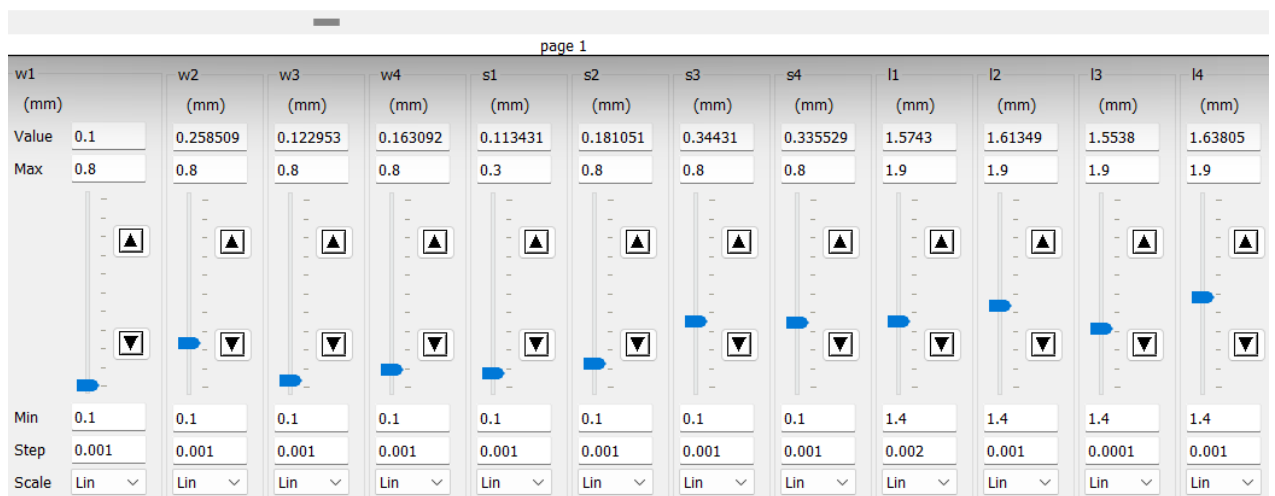 page 1
w1 w2 w3 w4 s1 s2 s3 s4 l1 l2 l3 l4
(mm) (mm) (mm) (mm) (mm) (mm) (mm) (mm) (mm) (mm) (mm) (mm)
Value 0.1 0.258509 0.122953 0.163092 0.113431 0.181051 0.34431 0.335529 1.5743 1.61349 1.5538 1.63805
Max 0.8 0.8 0.8 0.8 0.3 0.8 0.8 0.8 1.9 1.9 1.9 1.9
Min 0.1 0.1 0.1 0.1 0.1 0.1 0.1 0.1 1.4 1.4 1.4 1.4
Step 0.001 0.001 0.001 0.001 0.001 0.001 0.001 0.001 0.002 0.001 0.0001 0.001
Scale Lin Lin Lin Lin Lin Lin Lin Lin Lin Lin Lin Lin